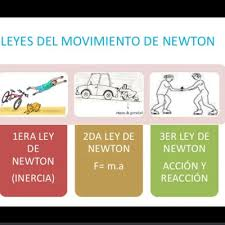 LEYES DEL MOVIMIENTO DE NEWTON
1ERA LEY
DE
NEWTON
(INERCIA)
2DA LEY DE
NEWTON
F= m.a
3ER LEY DE
NEWTON
ACCIÓN Y
REACCIÓN